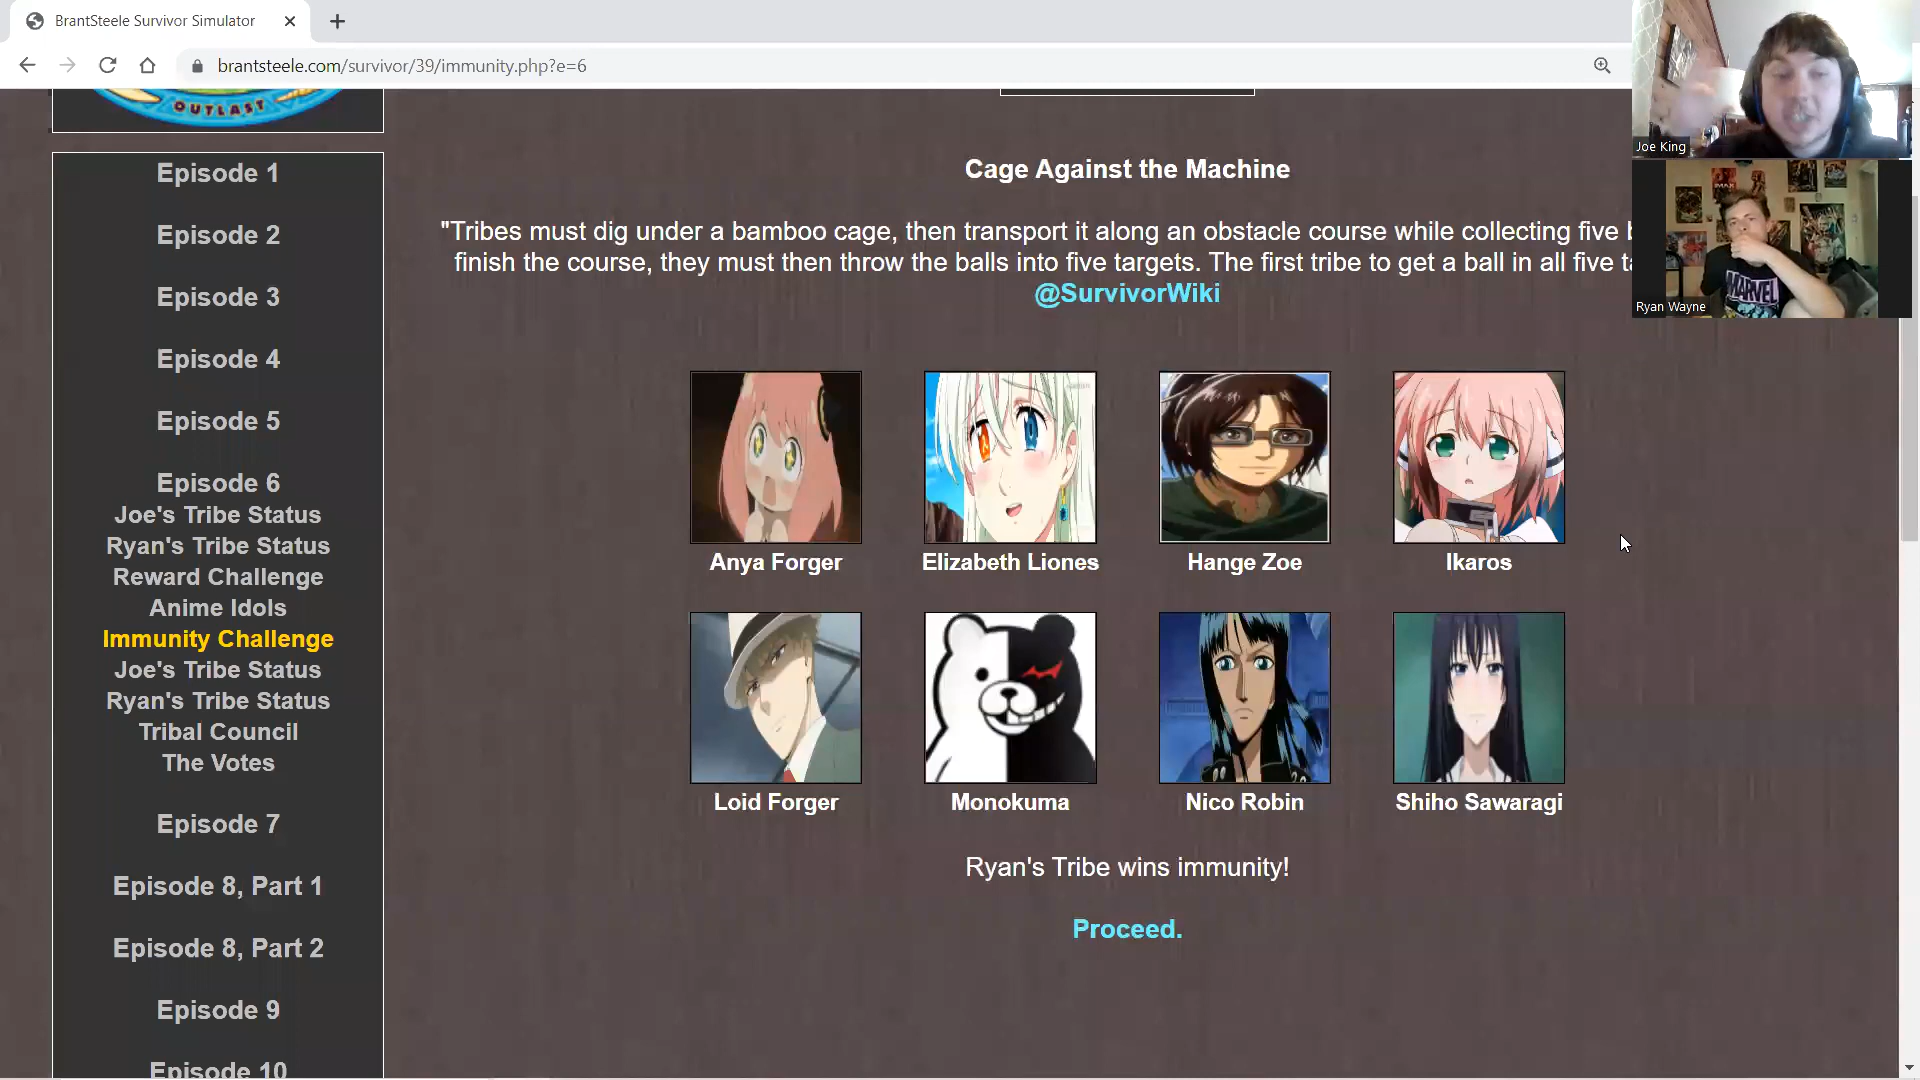 BrantSteele Survivor Simulator
brantsteele.com/survivor/39/immunity.php?e=6
OUTLAST
Episode 1
Episode 2
Episode 3
Episode 4
Episode 5
Episode 6
Joe's Tribe Status
Ryan's Tribe Status
Reward Challenge
Anime Idols
Immunity Challenge
Joe's Tribe Status
Ryan's Tribe Status
Tribal Council
The Votes
Episode 7
Episode 8, Part 1
Episode 8, Part 2
Episode 9
Episode 10
Cage Against the Machine
"Tribes must dig under a bamboo cage, then transport it along an obstacle course while collecting five
finish the course, they must then throw the balls into five targets. The first tribe to get a ball in all five
@SurvivorWiki
Anya Forger
Elizabeth Liones
Hange Zoe
Ikaros
Loid Forger
Monokuma
Nico Robin
Shiho Sawaragi
Ryan's Tribe wins immunity!
Proceed.
Joe King
MARVEL
Ryan Wayne